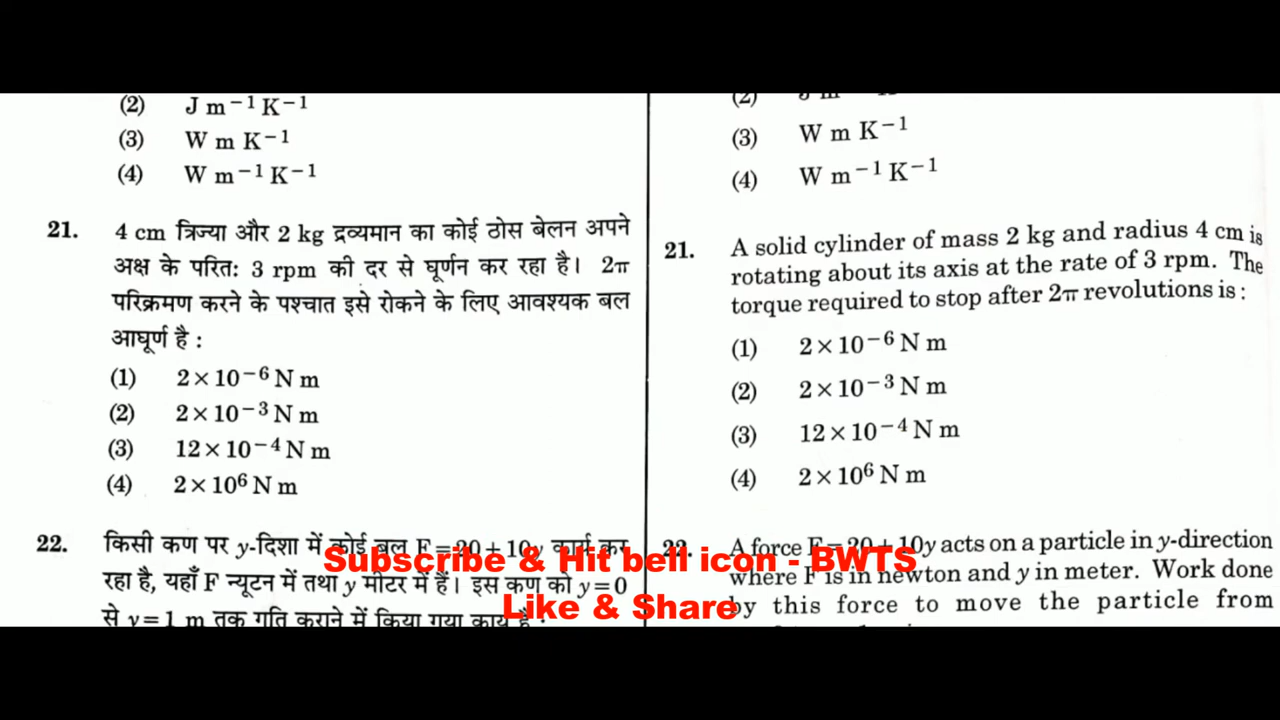 (2) J m⁻¹ K⁻¹
(3) W m K⁻¹
(4) W m⁻¹ K⁻¹
21. 4 cm त्रिज्या और 2 kg द्रव्यमान का कोई ठोस बेलन अपने
अक्ष के परितः 3 rpm की दर से घूर्णन कर रहा है। 2π
परिक्रमण करने के पश्चात इसे रोकने के लिए आवश्यक बल
आघूर्ण है :
(1) 2×10⁻⁶ N m
(2) 2×10⁻³ N m
(3) 12×10⁻⁴ N m
(4) 2×10⁶ N m
22. किसी कण पर y-दिशा में कोई बल F=20+10y कार्य कर
रहा है, यहाँ F न्यूटन में तथा y मीटर में हैं। इस कण को y=0
से y=1 m तक गति कराने में किया गया कार्य है :
(2) J m
(3) W m K⁻¹
(4) W m⁻¹ K⁻¹
21. A solid cylinder of mass 2 kg and radius 4 cm is
rotating about its axis at the rate of 3 rpm. The
torque required to stop after 2π revolutions is :
(1) 2×10⁻⁶ N m
(2) 2×10⁻³ N m
(3) 12×10⁻⁴ N m
(4) 2×10⁶ N m
22. A force F=20+10y acts on a particle in y-direction
where F is in newton and y in meter. Work done
by this force to move the particle from
Subscribe & Hit bell icon - BWTS
Like & Share